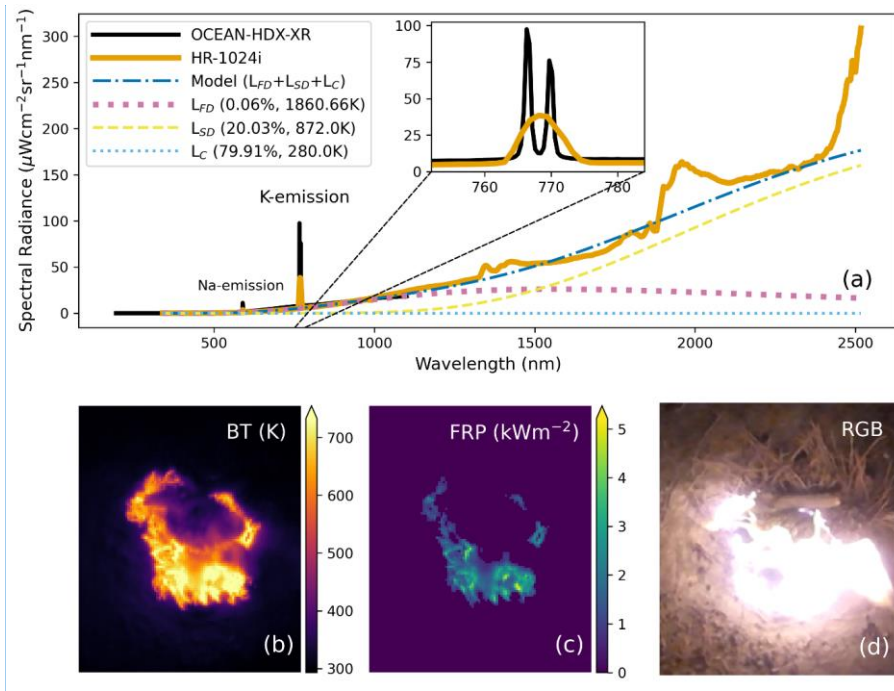 OCEAN-HDX-XR
HR-1024i
Model (L_FD+L_SD+L_C)
L_FD (0.06%, 1860.66K)
L_SD (20.03%, 872.0K)
L_C (79.91%, 280.0K)
Spectral Radiance (μWcm⁻²sr⁻¹nm⁻¹)
300
250
200
150
100
50
0
100
75
50
25
0
760
770
780
K-emission
Na-emission
(a)
500
1000
1500
2000
2500
Wavelength (nm)
BT (K)
(b)
700
600
500
400
300
FRP (kWm⁻²)
(c)
5
4
3
2
1
0
RGB
(d)